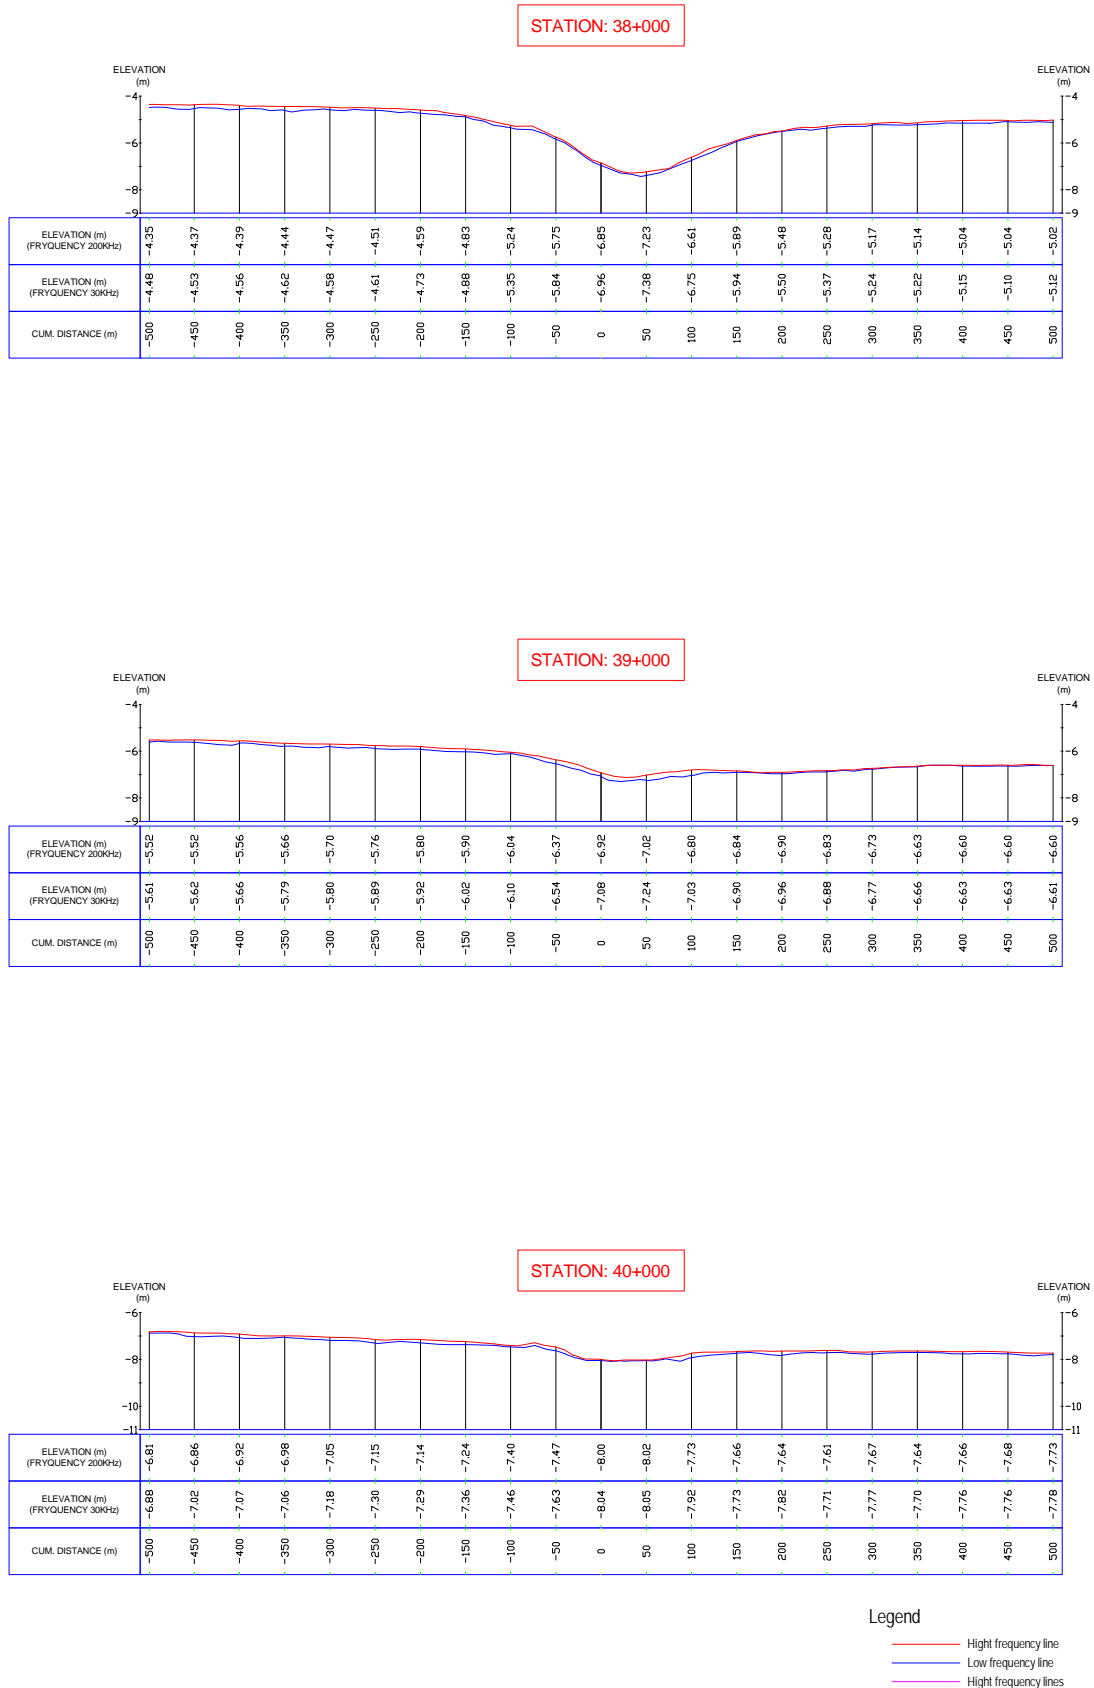 STATION: 38+000
ELEVATION ELEVATION
(m) (m)
-4 -4
-6 -6
-8 -8
-9 -9
ELEVATION (m)
(FRYQUENCY 200KHz) -4.35 -4.37 -4.39 -4.44 -4.47 -4.51 -4.59 -4.83 -5.24 -5.75 -6.85 -7.23 -6.61 -5.89 -5.48 -5.28 -5.17 -5.14 -5.04 -5.04 -5.02
ELEVATION (m)
(FRYQUENCY 30KHz) -4.48 -4.53 -4.56 -4.62 -4.58 -4.61 -4.73 -4.88 -5.35 -5.84 -6.96 -7.38 -6.75 -5.94 -5.50 -5.37 -5.24 -5.22 -5.15 -5.10 -5.12
CUM. DISTANCE (m) -500 -450 -400 -350 -300 -250 -200 -150 -100 -50 0 50 100 150 200 250 300 350 400 450 500
STATION: 39+000
ELEVATION ELEVATION
(m) (m)
-4 -4
-6 -6
-8 -8
-9 -9
ELEVATION (m)
(FRYQUENCY 200KHz) -5.52 -5.52 -5.56 -5.66 -5.70 -5.76 -5.80 -5.90 -6.04 -6.37 -6.92 -7.02 -6.80 -6.84 -6.90 -6.83 -6.73 -6.63 -6.60 -6.60 -6.60
ELEVATION (m)
(FRYQUENCY 30KHz) -5.61 -5.62 -5.66 -5.79 -5.80 -5.89 -5.92 -6.02 -6.10 -6.54 -7.08 -7.24 -7.03 -6.90 -6.96 -6.88 -6.77 -6.66 -6.63 -6.63 -6.61
CUM. DISTANCE (m) -500 -450 -400 -350 -300 -250 -200 -150 -100 -50 0 50 100 150 200 250 300 350 400 450 500
STATION: 40+000
ELEVATION ELEVATION
(m) (m)
-6 -6
-8 -8
-10 -10
-11 -11
ELEVATION (m)
(FRYQUENCY 200KHz) -6.81 -6.86 -6.92 -6.98 -7.05 -7.15 -7.14 -7.24 -7.40 -7.47 -8.00 -8.02 -7.73 -7.66 -7.64 -7.61 -7.67 -7.64 -7.66 -7.68 -7.73
ELEVATION (m)
(FRYQUENCY 30KHz) -6.88 -7.02 -7.07 -7.06 -7.18 -7.30 -7.29 -7.36 -7.46 -7.63 -8.04 -8.05 -7.92 -7.73 -7.82 -7.71 -7.77 -7.70 -7.76 -7.76 -7.78
CUM. DISTANCE (m) -500 -450 -400 -350 -300 -250 -200 -150 -100 -50 0 50 100 150 200 250 300 350 400 450 500
Legend
Hight frequency line
Low frequency line
Hight frequency lines